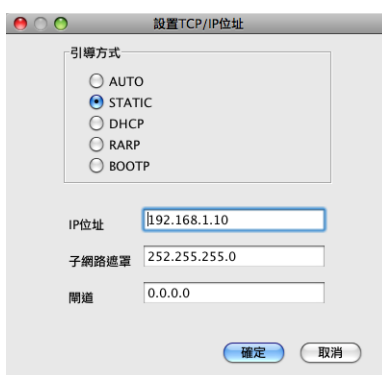 設置TCP/IP位址
引導方式
AUTO
STATIC
DHCP
RARP
BOOTP
IP位址 192.168.1.10
子網路遮罩 252.255.255.0
閘道 0.0.0.0
確定 取消